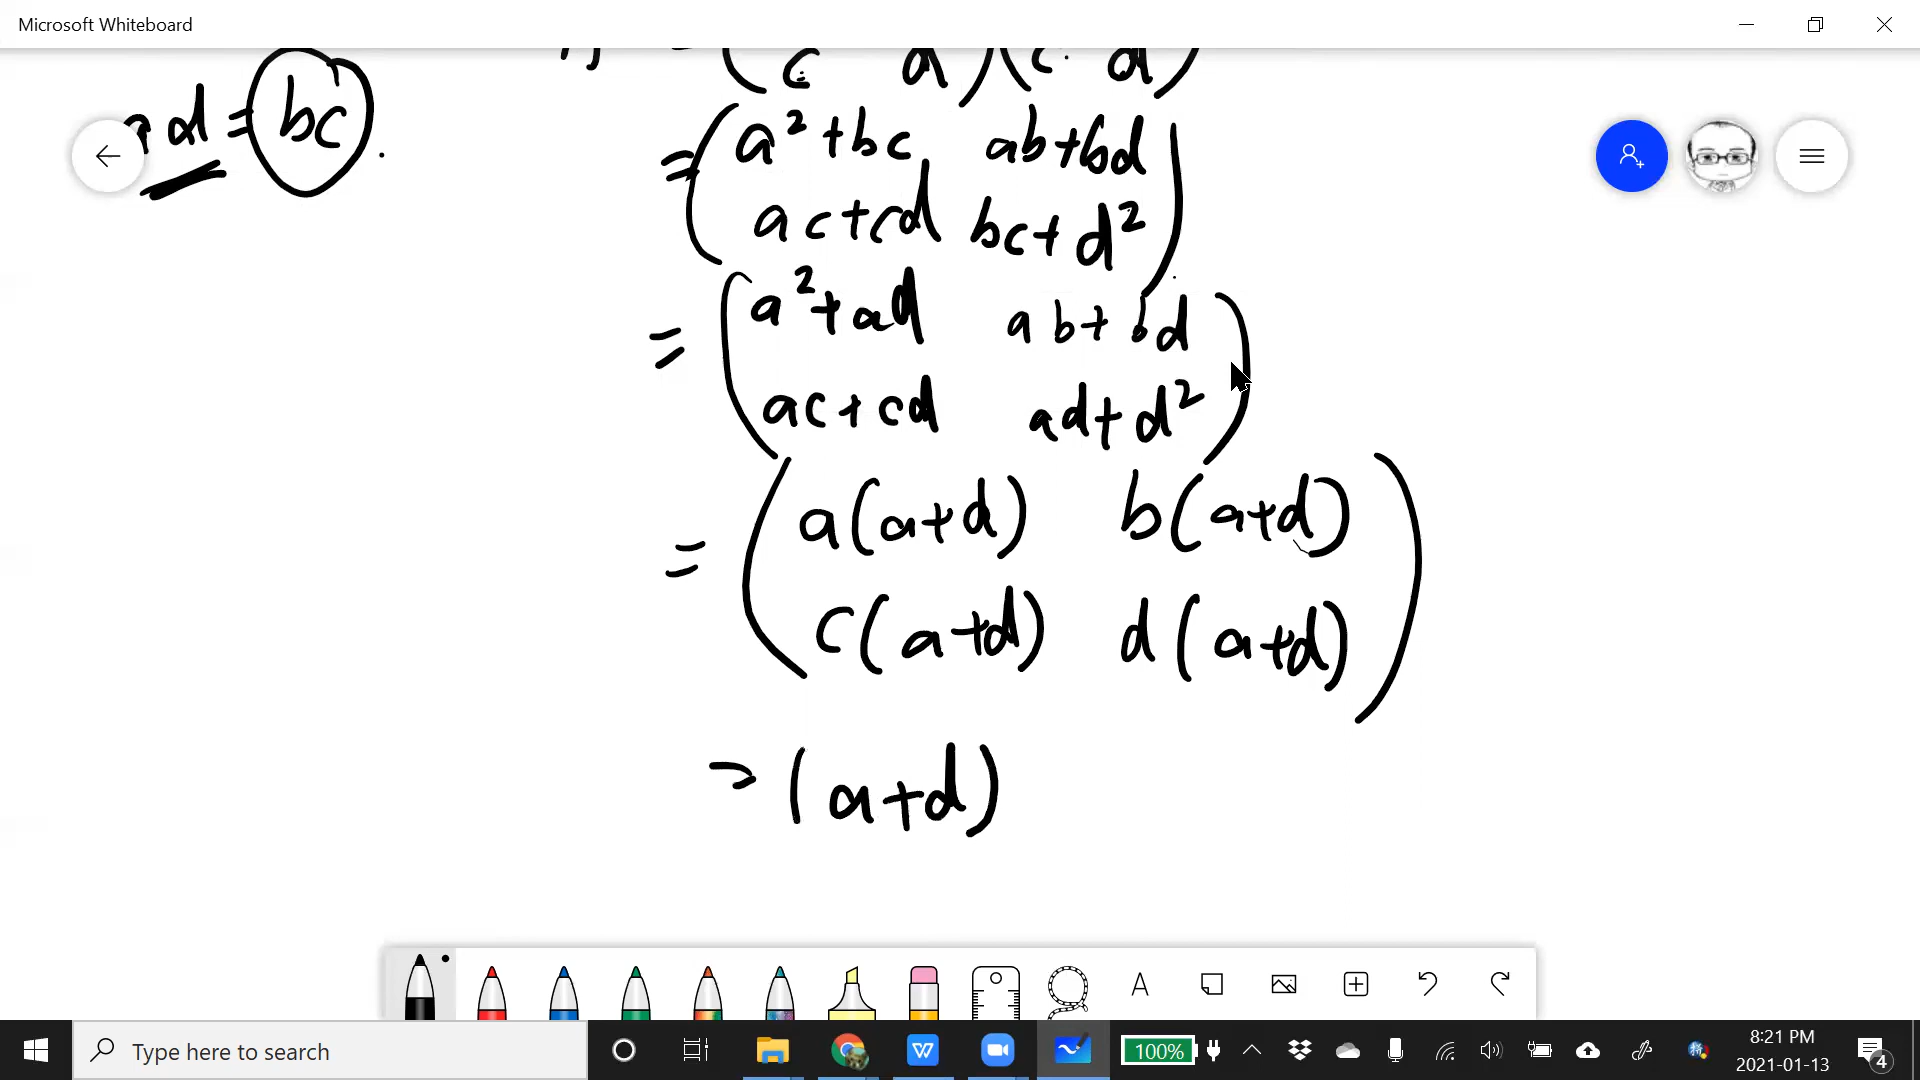 Microsoft Whiteboard
ad = bc.
(c d)(c d)
= (a²+bc ab+bd
ac+cd bc+d²)
= (a²+ad ab+bd
ac+cd ad+d²)
= (a(a+d) b(a+d)
c(a+d) d(a+d))
= (a+d)
A
Type here to search
W
100%
8:21 PM
2021-01-13
4